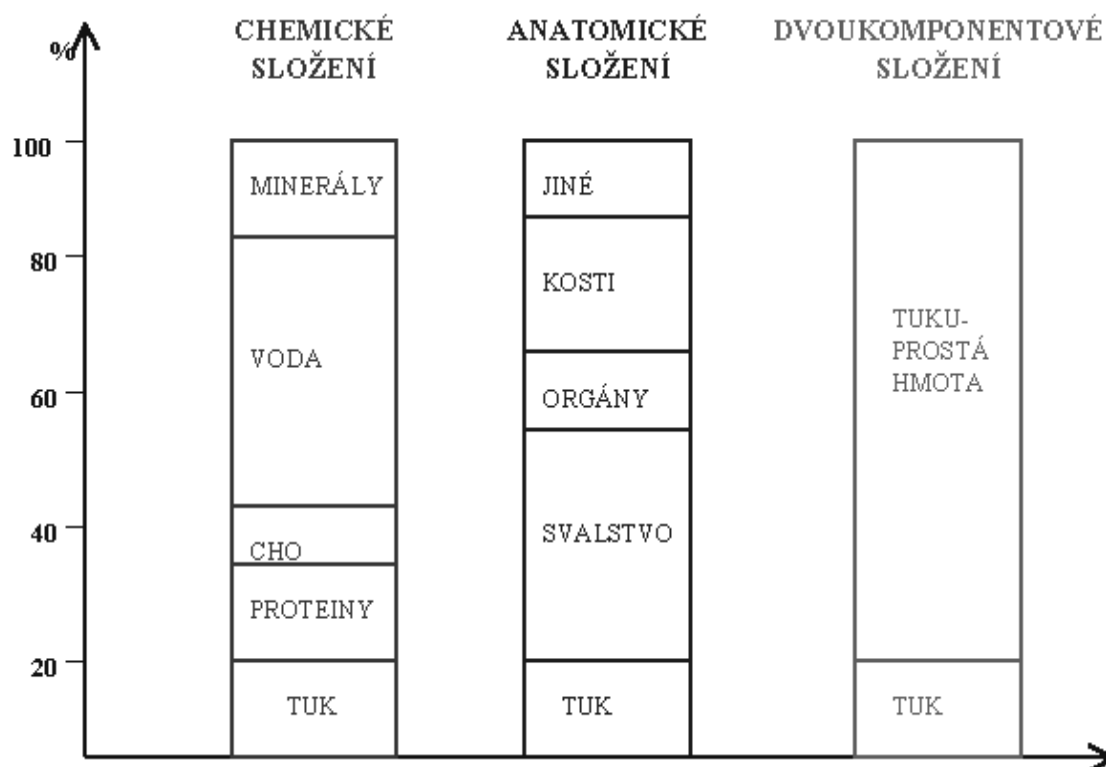 %
CHEMICKÉ
SLOŽENÍ
ANATOMICKÉ
SLOŽENÍ
DVOUKOMPONENTOVÉ
SLOŽENÍ
100
80
60
40
20
MINERÁLY
VODA
CHO
PROTEINY
TUK
JINÉ
KOSTI
ORGÁNY
SVALSTVO
TUK
TUKU-
PROSTÁ
HMOTA
TUK